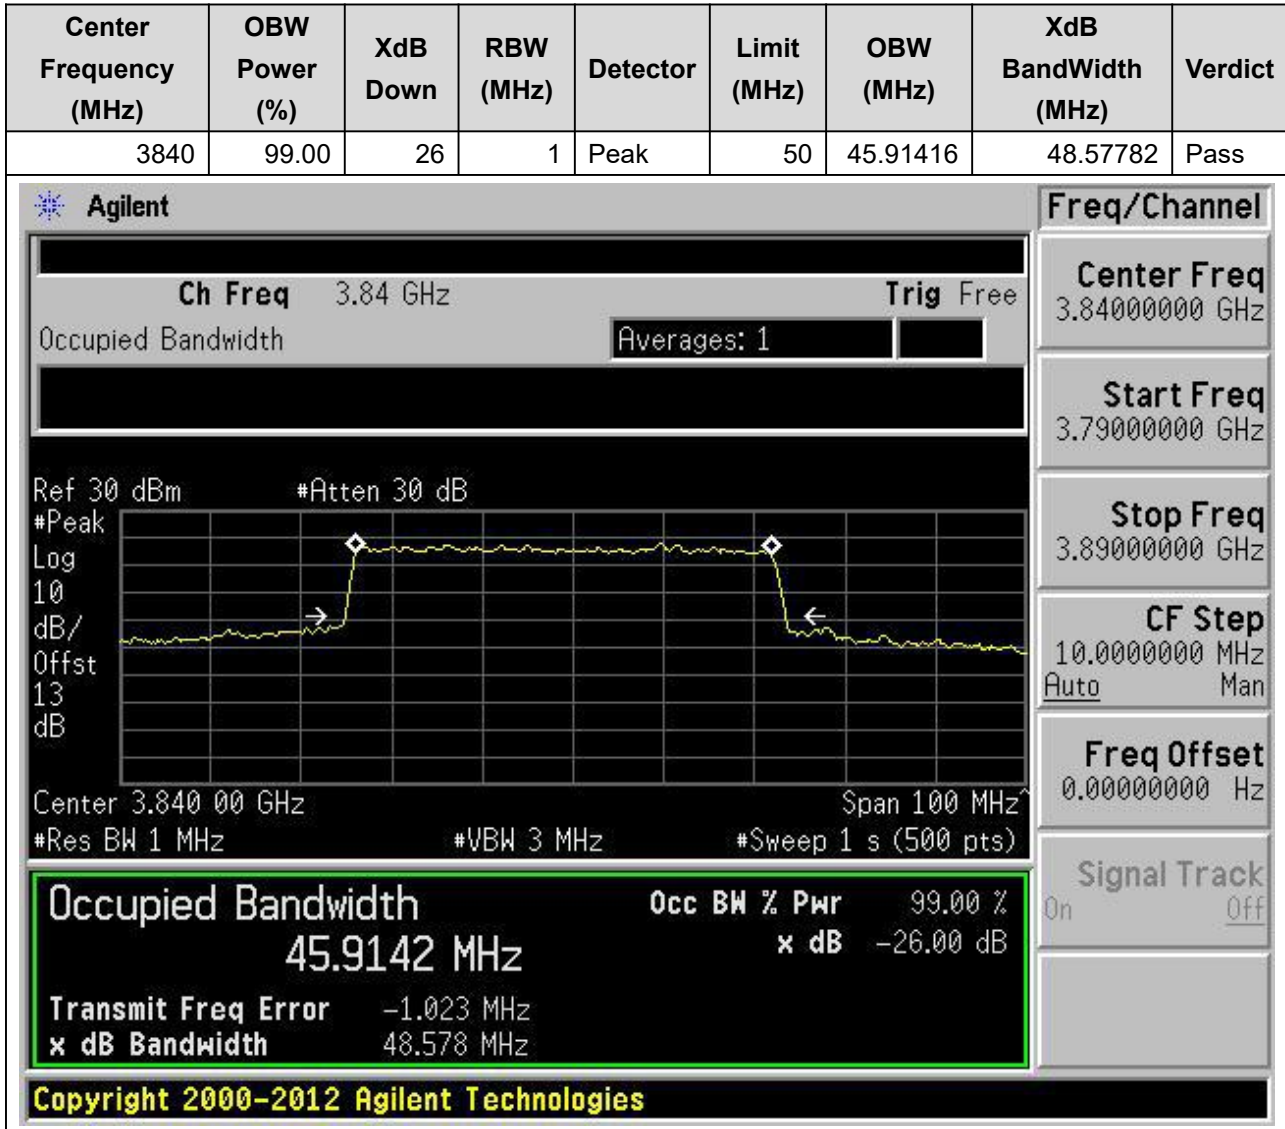 Center Frequency (MHz) OBW Power (%) XdB Down RBW (MHz) Detector Limit (MHz) OBW (MHz) XdB BandWidth (MHz) Verdict
3840 99.00 26 1 Peak 50 45.91416 48.57782 Pass
Agilent
Ch Freq 3.84 GHz Trig Free
Occupied Bandwidth Averages: 1
Ref 30 dBm #Atten 30 dB
#Peak
Log
10
dB/
Offst
13
dB
Center 3.840 00 GHz Span 100 MHz^
#Res BW 1 MHz #VBW 3 MHz #Sweep 1 s (500 pts)
Occupied Bandwidth Occ BW % Pwr 99.00 %
45.9142 MHz x dB -26.00 dB
Transmit Freq Error -1.023 MHz
x dB Bandwidth 48.578 MHz
Copyright 2000-2012 Agilent Technologies
Freq/Channel
Center Freq
3.84000000 GHz
Start Freq
3.79000000 GHz
Stop Freq
3.89000000 GHz
CF Step
10.0000000 MHz
Auto Man
Freq Offset
0.00000000 Hz
Signal Track
On Off